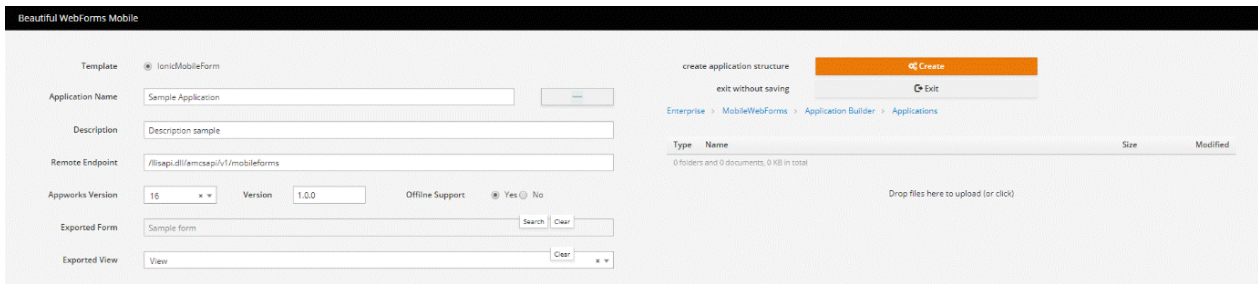 Beautiful WebForms Mobile
Template IonicMobileForm
Application Name Sample Application
Description Description sample
Remote Endpoint /llisapi.dll/amcsapi/v1/mobileforms
Appworks Version 16 × Version 1.0.0 Offilne Support Yes No
Search Clear
Exported Form Sample form
Clear
Exported View View ×
create application structure Create
exit without saving Exit
Enterprise > MobileWebForms > Application Builder > Applications
Type Name Size Modified
0 folders and 0 documents, 0 KB in total
Drop files here to upload (or click)